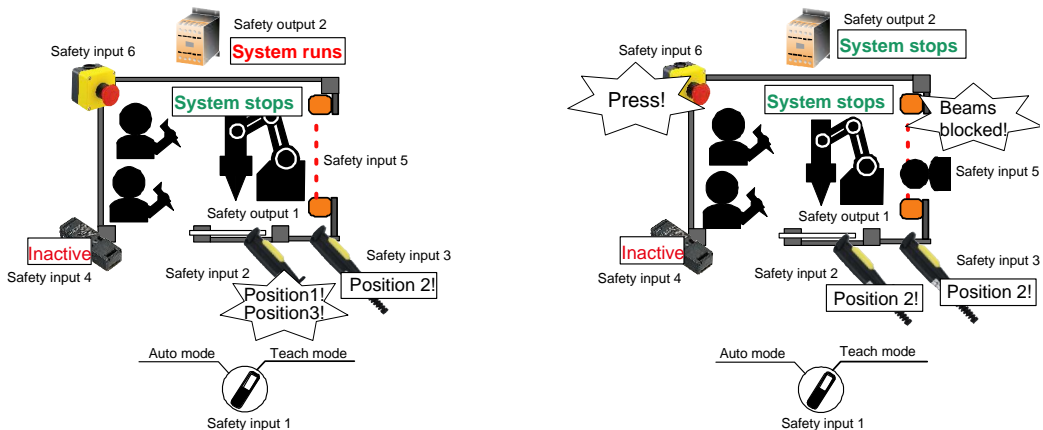 Safety output 2
Safety input 6
System runs
System stops
Safety input 5
Safety output 1
Inactive
Safety input 4
Safety input 2
Safety input 3
Position1!
Position3!
Position 2!
Auto mode
Teach mode
Safety input 1
Safety output 2
Safety input 6
System stops
Press!
System stops
Beams
blocked!
Safety input 5
Safety output 1
Inactive
Safety input 4
Safety input 2
Safety input 3
Position 2!
Position 2!
Auto mode
Teach mode
Safety input 1